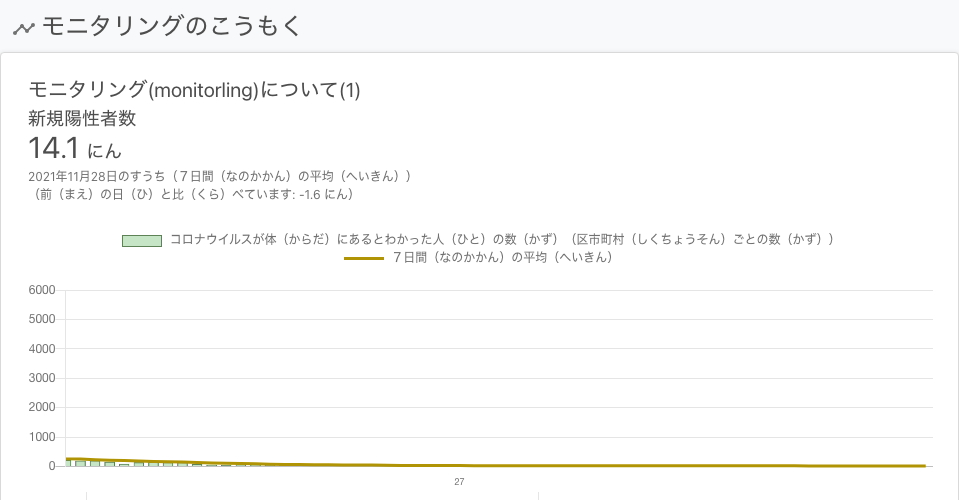 モニタリングのこうもく
モニタリング(monitorling)について(1)
新規陽性者数
14.1 にん
2021年11月28日のすうち（７日間（なのかかん）の平均（へいきん））
（前（まえ）の日（ひ）と比（くら）べています: -1.6 にん）
コロナウイルスが体（からだ）にあるとわかった人（ひと）の数（かず）（区市町村（しくちょうそん）ごとの数（かず））
７日間（なのかかん）の平均（へいきん）
6000
5000
4000
3000
2000
1000
0
27